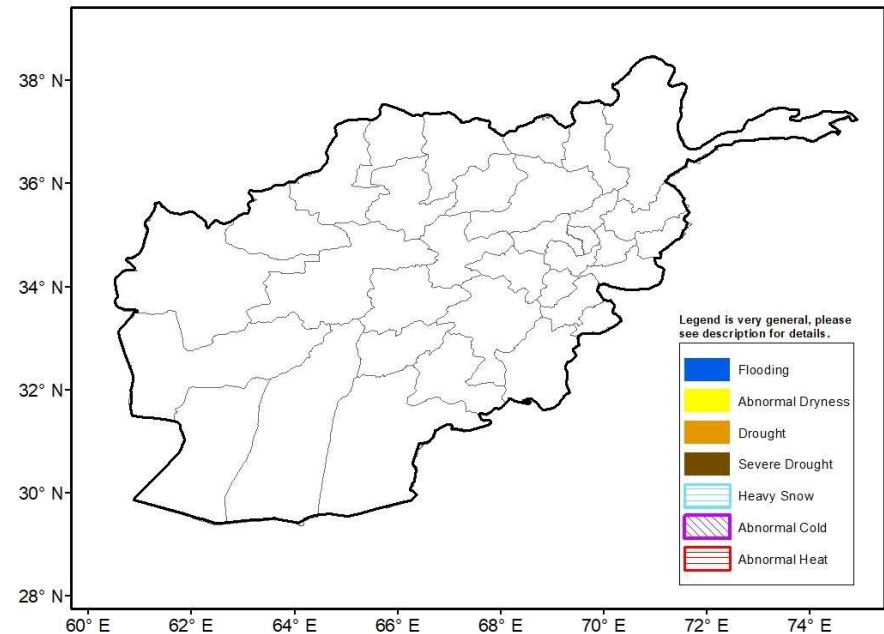 38° N
36° N
34° N
32° N
30° N
28° N
Legend is very general, please
see description for details.
Flooding
Abnormal Dryness
Drought
Severe Drought
Heavy Snow
Abnormal Cold
Abnormal Heat
60° E 62° E 64° E 66° E 68° E 70° E 72° E 74° E